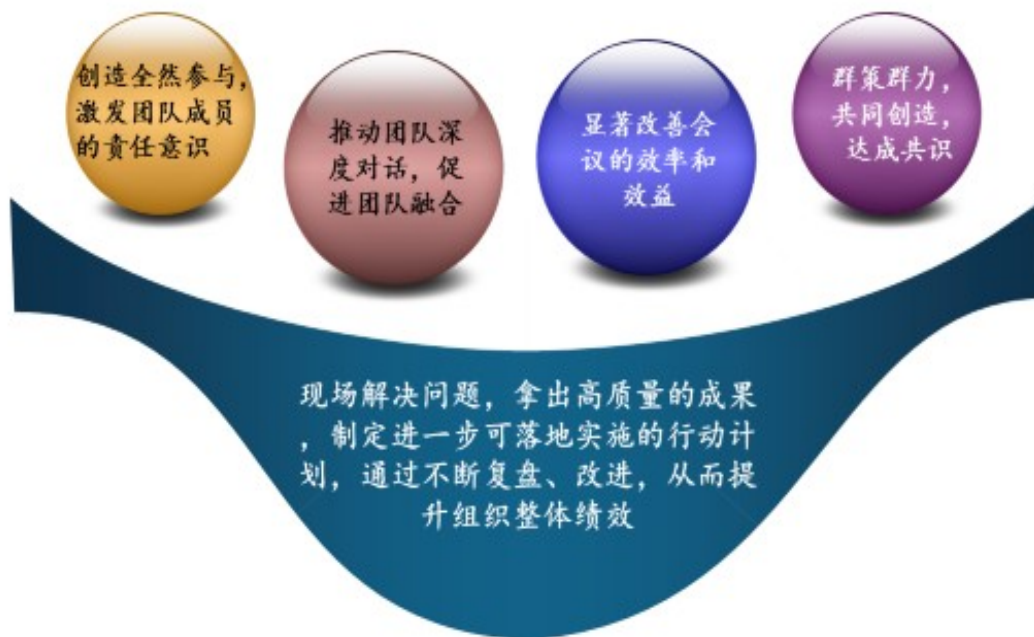 创造全然参与，
激发团队成员
的责任意识
推动团队深
度对话，促
进团队融合
显著改善会
议的效率和
效益
群策群力，
共同创造，
达成共识
现场解决问题，拿出高质量的成果
，制定进一步可落地实施的行动计
划，通过不断复盘、改进，从而提
升组织整体绩效